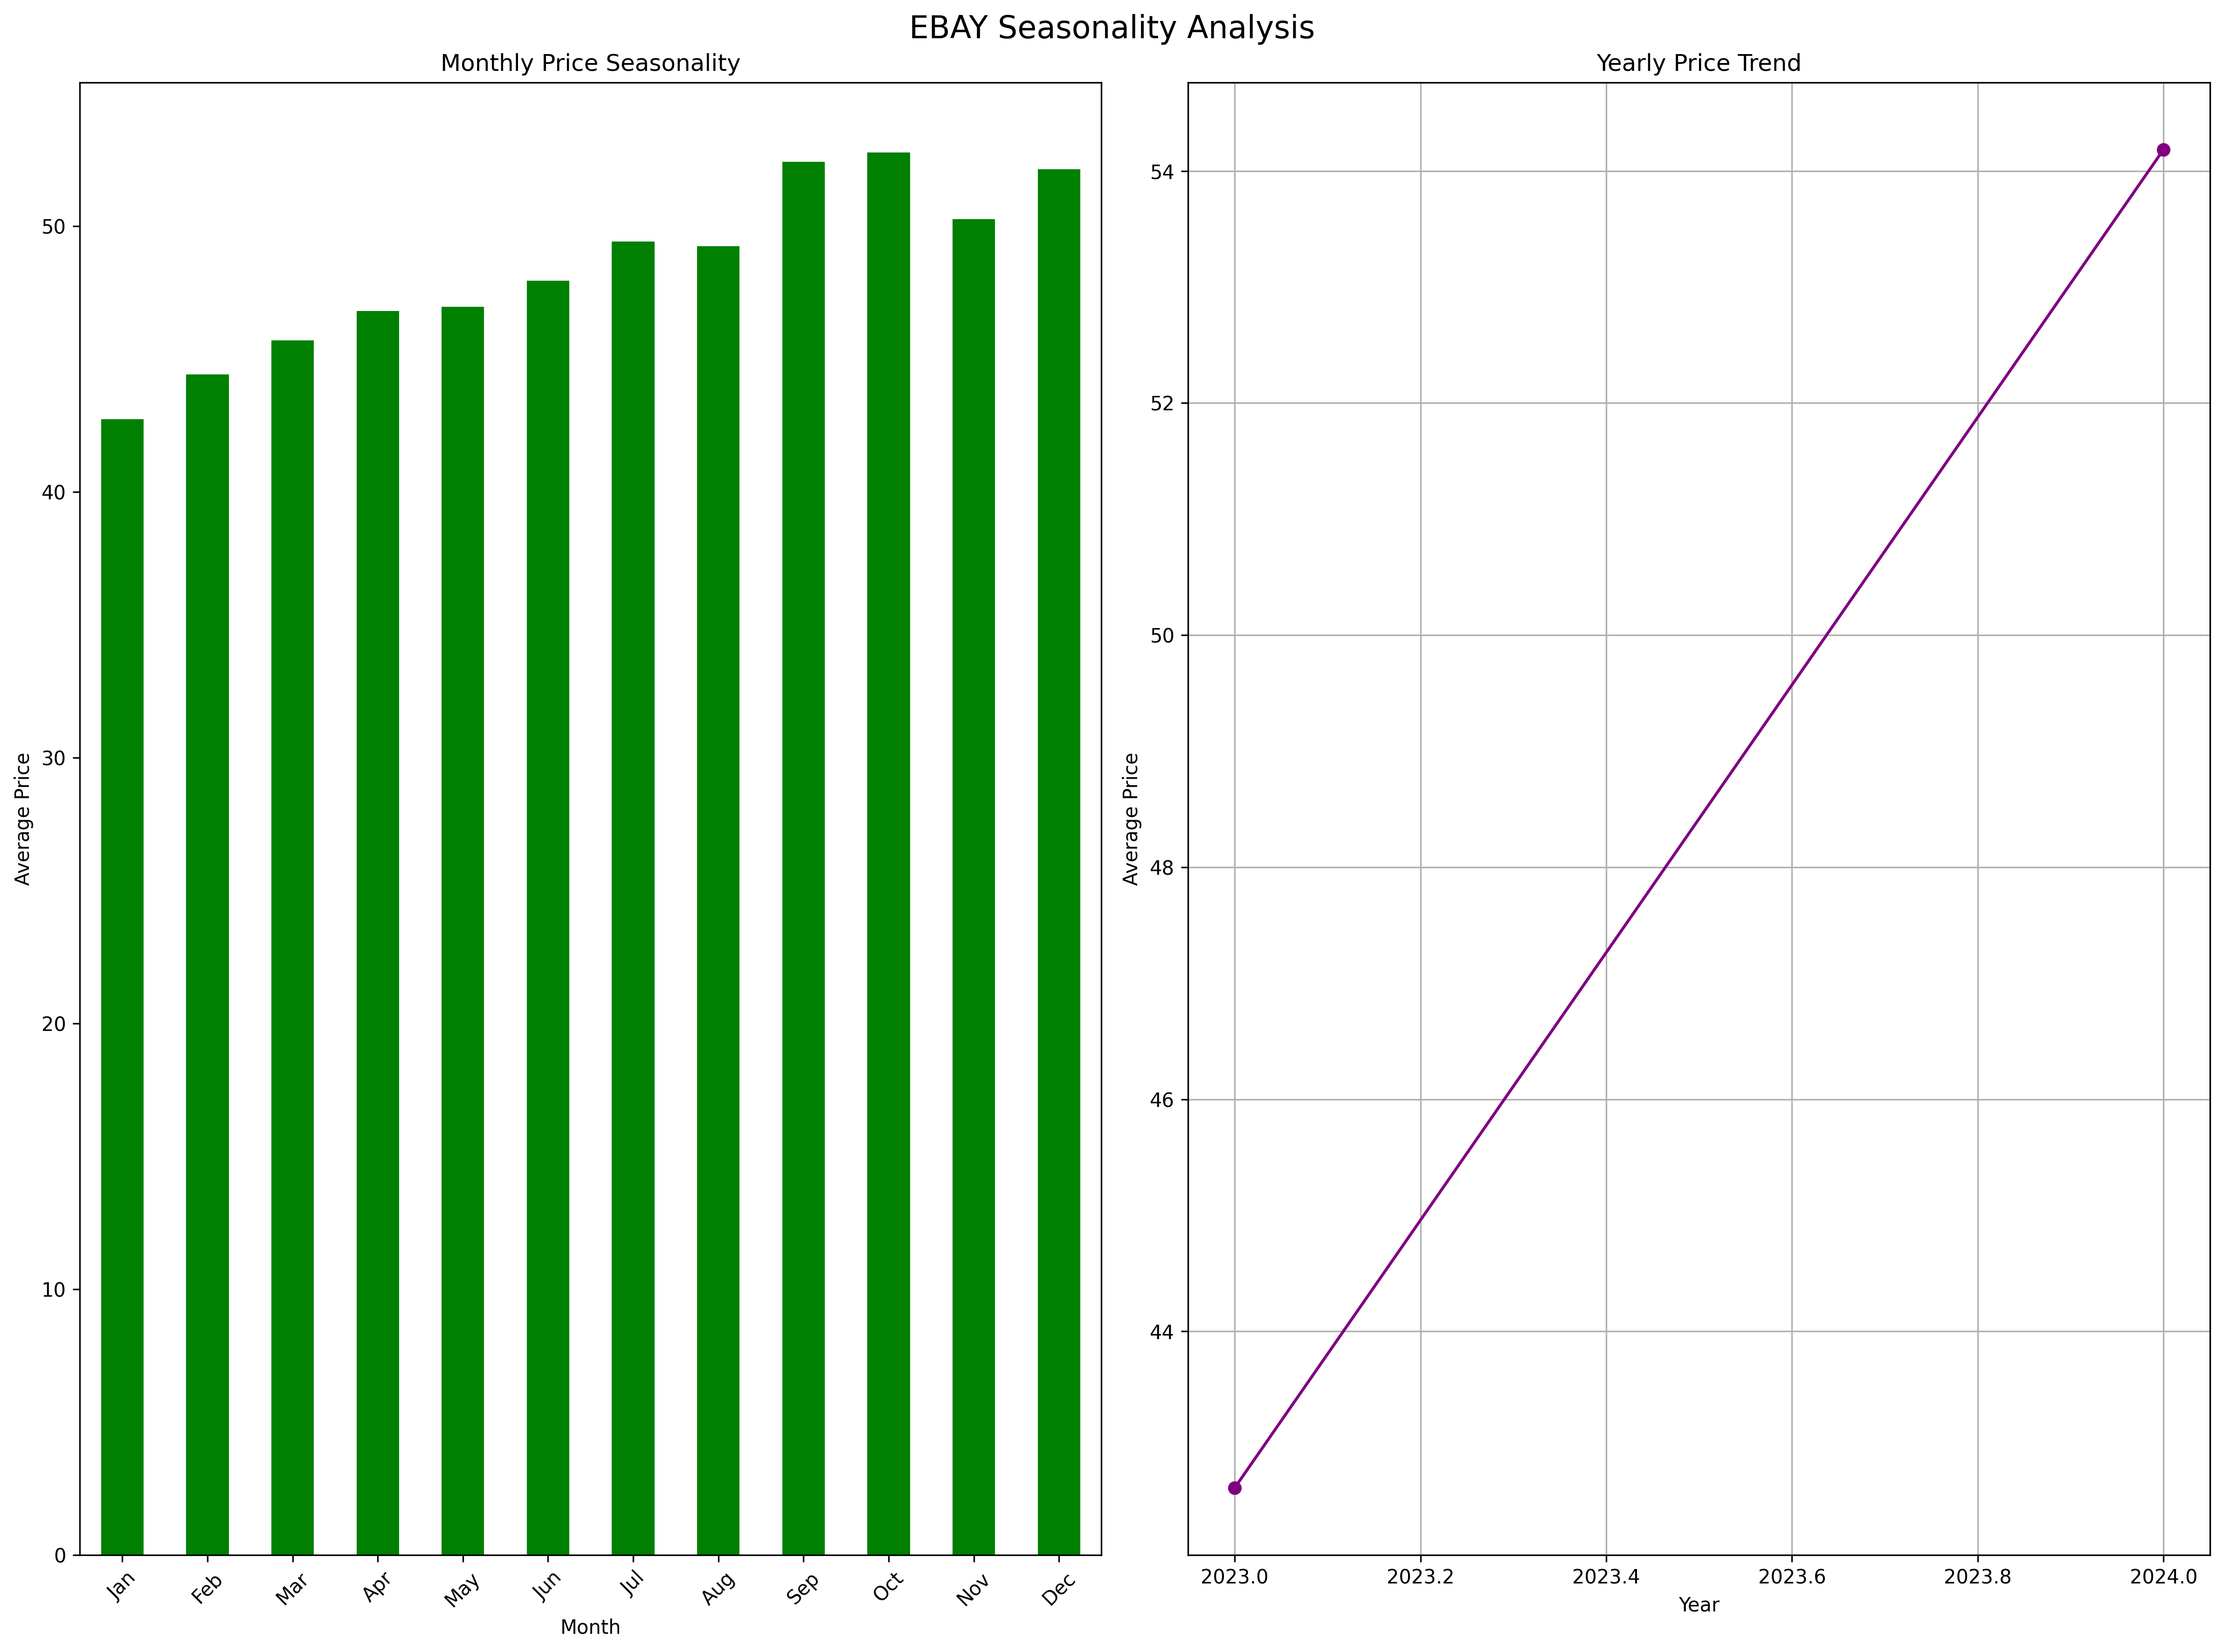 EBAY Seasonality Analysis
Monthly Price Seasonality
Average Price
50
40
30
20
10
0
Jan Feb Mar Apr May Jun Jul Aug Sep Oct Nov Dec
Month
Yearly Price Trend
Average Price
54
52
50
48
46
44
2023.0 2023.2 2023.4 2023.6 2023.8 2024.0
Year